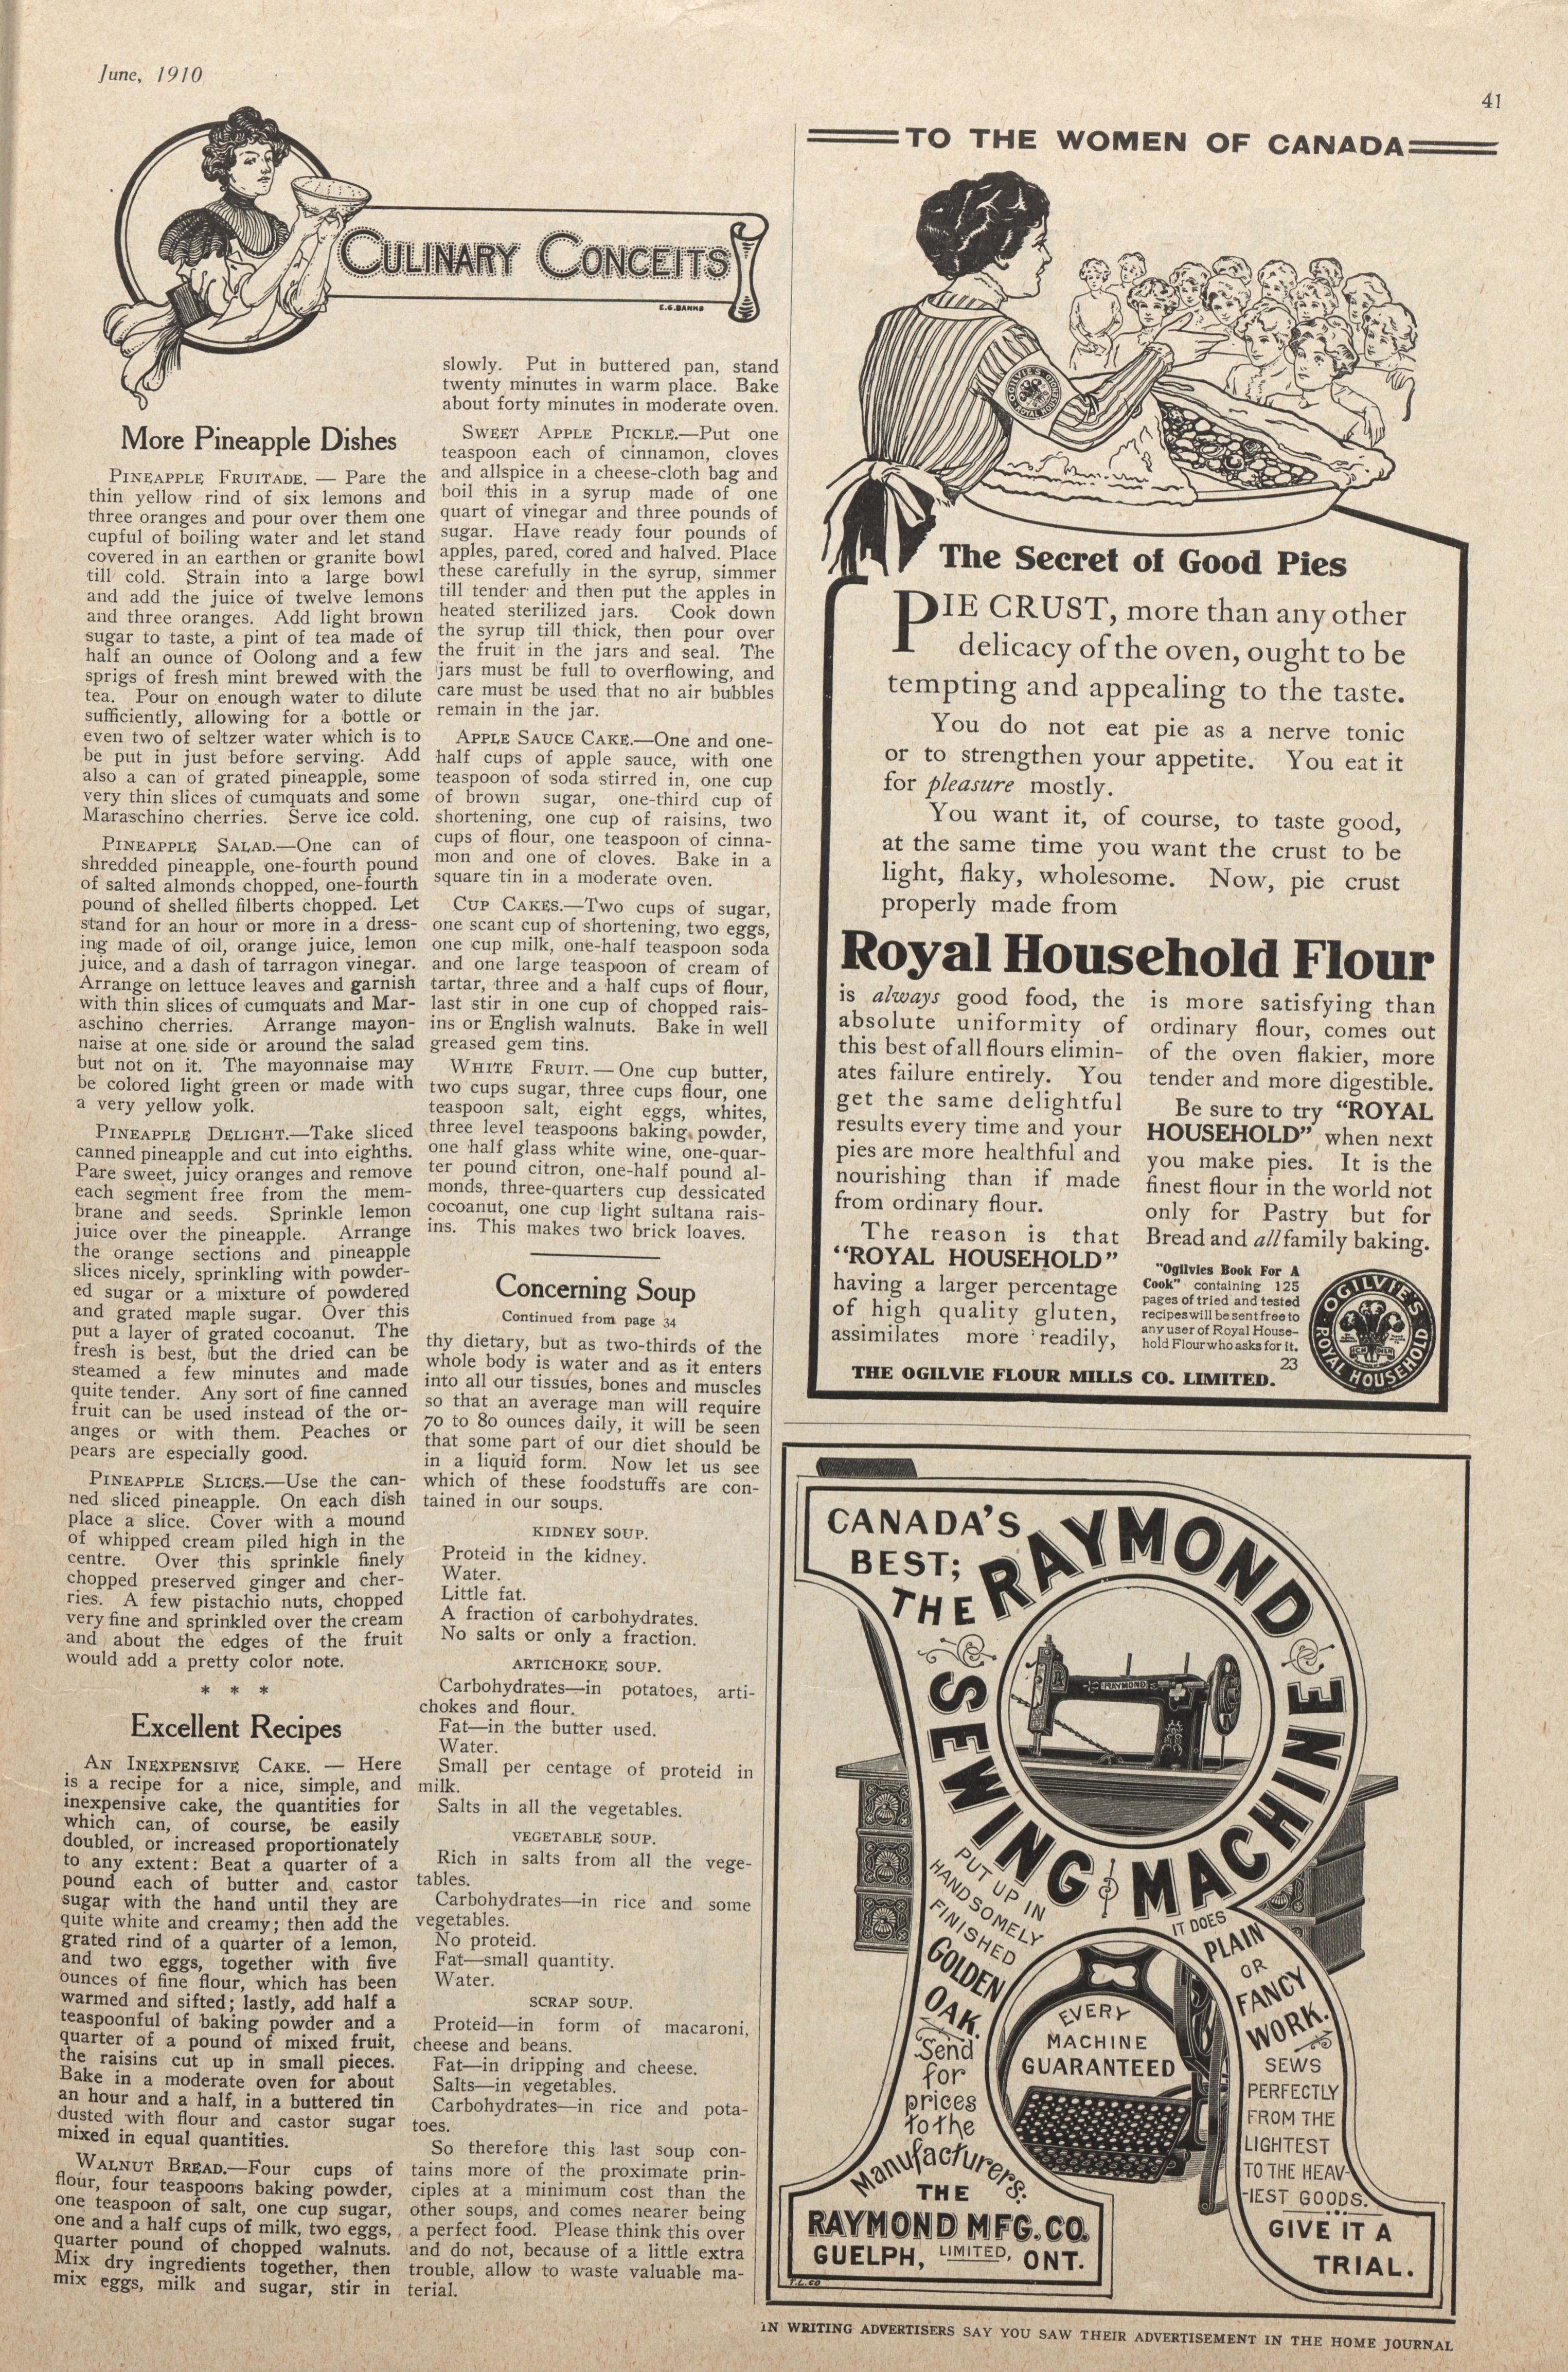 June, 1910
41
CULINARY CONCEITS
E.G.BANKS
More Pineapple Dishes
PINEAPPLE FRUITADE. — Pare the
thin yellow rind of six lemons and
three oranges and pour over them one
cupful of boiling water and let stand
covered in an earthen or granite bowl
till cold. Strain into a large bowl
and add the juice of twelve lemons
and three oranges. Add light brown
sugar to taste, a pint of tea made of
half an ounce of Oolong and a few
sprigs of fresh mint brewed with the
tea. Pour on enough water to dilute
sufficiently, allowing for a bottle or
even two of seltzer water which is to
be put in just before serving. Add
also a can of grated pineapple, some
very thin slices of cumquats and some
Maraschino cherries. Serve ice cold.
PINEAPPLE SALAD.—One can of
shredded pineapple, one-fourth pound
of salted almonds chopped, one-fourth
pound of shelled filberts chopped. Let
stand for an hour or more in a dress-
ing made of oil, orange juice, lemon
juice, and a dash of tarragon vinegar.
Arrange on lettuce leaves and garnish
with thin slices of cumquats and Mar-
aschino cherries. Arrange mayon-
naise at one side or around the salad
but not on it. The mayonnaise may
be colored light green or made with
a very yellow yolk.
PINEAPPLE DELIGHT.—Take sliced
canned pineapple and cut into eighths.
Pare sweet, juicy oranges and remove
each segment free from the mem-
brane and seeds. Sprinkle lemon
juice over the pineapple. Arrange
the orange sections and pineapple
slices nicely, sprinkling with powder-
ed sugar or a mixture of powdered
and grated maple sugar. Over this
put a layer of grated cocoanut. The
fresh is best, but the dried can be
steamed a few minutes and made
quite tender. Any sort of fine canned
fruit can be used instead of the or-
anges or with them. Peaches or
pears are especially good.
PINEAPPLE SLICES.—Use the can-
ned sliced pineapple. On each dish
place a slice. Cover with a mound
of whipped cream piled high in the
centre. Over this sprinkle finely
chopped preserved ginger and cher-
ries. A few pistachio nuts, chopped
very fine and sprinkled over the cream
and about the edges of the fruit
would add a pretty color note.
* * *
Excellent Recipes
AN INEXPENSIVE CAKE. — Here
is a recipe for a nice, simple, and
inexpensive cake, the quantities for
which can, of course, be easily
doubled, or increased proportionately
to any extent: Beat a quarter of a
pound each of butter and castor
sugar with the hand until they are
quite white and creamy; then add the
grated rind of a quarter of a lemon,
and two eggs, together with five
ounces of fine flour, which has been
warmed and sifted; lastly, add half a
teaspoonful of baking powder and a
quarter of a pound of mixed fruit,
the raisins cut up in small pieces.
Bake in a moderate oven for about
an hour and a half, in a buttered tin
dusted with flour and castor sugar
mixed in equal quantities.
WALNUT BREAD.—Four cups of
flour, four teaspoons baking powder,
one teaspoon of salt, one cup sugar,
one and a half cups of milk, two eggs,
quarter pound of chopped walnuts.
Mix dry ingredients together, then
mix eggs, milk and sugar, stir in
slowly. Put in buttered pan, stand
twenty minutes in warm place. Bake
about forty minutes in moderate oven.
SWEET APPLE PICKLE.—Put one
teaspoon each of cinnamon, cloves
and allspice in a cheese-cloth bag and
boil this in a syrup made of one
quart of vinegar and three pounds of
sugar. Have ready four pounds of
apples, pared, cored and halved. Place
these carefully in the syrup, simmer
till tender and then put the apples in
heated sterilized jars. Cook down
the syrup till thick, then pour over
the fruit in the jars and seal. The
jars must be full to overflowing, and
care must be used that no air bubbles
remain in the jar.
APPLE SAUCE CAKE.—One and one-
half cups of apple sauce, with one
teaspoon of soda stirred in, one cup
of brown sugar, one-third cup of
shortening, one cup of raisins, two
cups of flour, one teaspoon of cinna-
mon and one of cloves. Bake in a
square tin in a moderate oven.
CUP CAKES.—Two cups of sugar,
one scant cup of shortening, two eggs,
one cup milk, one-half teaspoon soda
and one large teaspoon of cream of
tartar, three and a half cups of flour,
last stir in one cup of chopped rais-
ins or English walnuts. Bake in well
greased gem tins.
WHITE FRUIT. — One cup butter,
two cups sugar, three cups flour, one
teaspoon salt, eight eggs, whites,
three level teaspoons baking powder,
one half glass white wine, one-quar-
ter pound citron, one-half pound al-
monds, three-quarters cup dessicated
cocoanut, one cup light sultana rais-
ins. This makes two brick loaves.
Concerning Soup
Continued from page 34
thy dietary, but as two-thirds of the
whole body is water and as it enters
into all our tissues, bones and muscles
so that an average man will require
70 to 80 ounces daily, it will be seen
that some part of our diet should be
in a liquid form. Now let us see
which of these foodstuffs are con-
tained in our soups.
KIDNEY SOUP.
Proteid in the kidney.
Water.
Little fat.
A fraction of carbohydrates.
No salts or only a fraction.
ARTICHOKE SOUP.
Carbohydrates—in potatoes, arti-
chokes and flour.
Fat—in the butter used.
Water.
Small per centage of proteid in
milk.
Salts in all the vegetables.
VEGETABLE SOUP.
Rich in salts from all the vege-
tables.
Carbohydrates—in rice and some
vegetables.
No proteid.
Fat—small quantity.
Water.
SCRAP SOUP.
Proteid—in form of macaroni,
cheese and beans.
Fat—in dripping and cheese.
Salts—in vegetables.
Carbohydrates—in rice and pota-
toes.
So therefore this last soup con-
tains more of the proximate prin-
ciples at a minimum cost than the
other soups, and comes nearer being
a perfect food. Please think this over
and do not, because of a little extra
trouble, allow to waste valuable ma-
terial.
TO THE WOMEN OF CANADA
OGILVIE'S
ROYAL HOUSEHOLD
The Secret of Good Pies
PIE CRUST, more than any other
delicacy of the oven, ought to be
tempting and appealing to the taste.
You do not eat pie as a nerve tonic
or to strengthen your appetite. You eat it
for pleasure mostly.
You want it, of course, to taste good,
at the same time you want the crust to be
light, flaky, wholesome. Now, pie crust
properly made from
Royal Household Flour
is always good food, the
absolute uniformity of
this best of all flours elimin-
ates failure entirely. You
get the same delightful
results every time and your
pies are more healthful and
nourishing than if made
from ordinary flour.
The reason is that
"ROYAL HOUSEHOLD"
having a larger percentage
of high quality gluten,
assimilates more readily,
is more satisfying than
ordinary flour, comes out
of the oven flakier, more
tender and more digestible.
Be sure to try "ROYAL
HOUSEHOLD" when next
you make pies. It is the
finest flour in the world not
only for Pastry but for
Bread and all family baking.
"Ogilvies Book For A
Cook" containing 125
pages of tried and tested
recipes will be sent free to
any user of Royal House-
hold Flour who asks for it.
23
OGILVIE'S
ROYAL HOUSEHOLD
THE OGILVIE FLOUR MILLS CO. LIMITED.
CANADA'S
BEST;
THE RAYMOND
SEWING MACHINE
RAYMOND
PUT UP IN
HANDSOMELY
FINISHED
GOLDEN
OAK.
Send
for
prices
to the
Manufacturers:
IT DOES
PLAIN
OR
FANCY
WORK.
SEWS
PERFECTLY
FROM THE
LIGHTEST
TO THE HEAV-
-IEST GOODS.
GIVE IT A
TRIAL.
EVERY
MACHINE
GUARANTEED
THE
RAYMOND MFG. CO.
GUELPH, LIMITED, ONT.
T.L.CO
IN WRITING ADVERTISERS SAY YOU SAW THEIR ADVERTISEMENT IN THE HOME JOURNAL